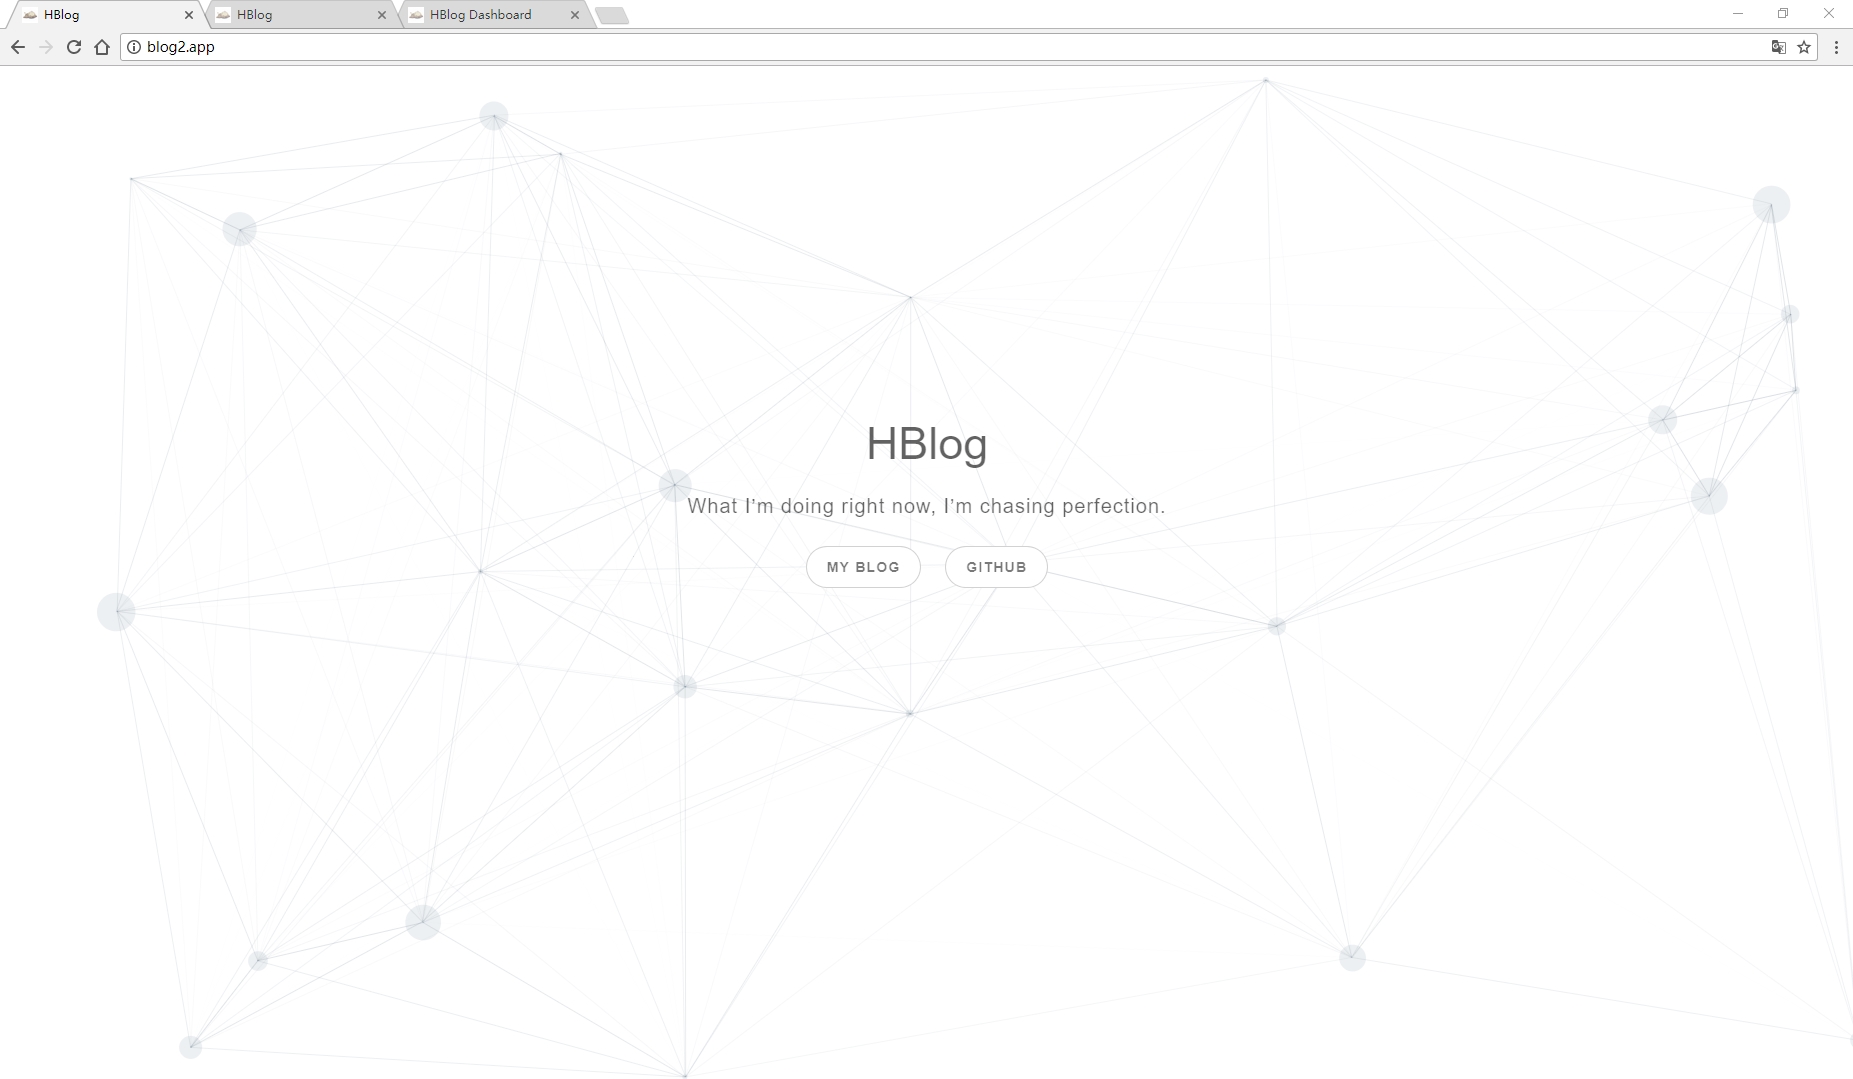 HBlog
HBlog
HBlog Dashboard
blog2.app
HBlog
What I'm doing right now, I'm chasing perfection.
MY BLOG
GITHUB